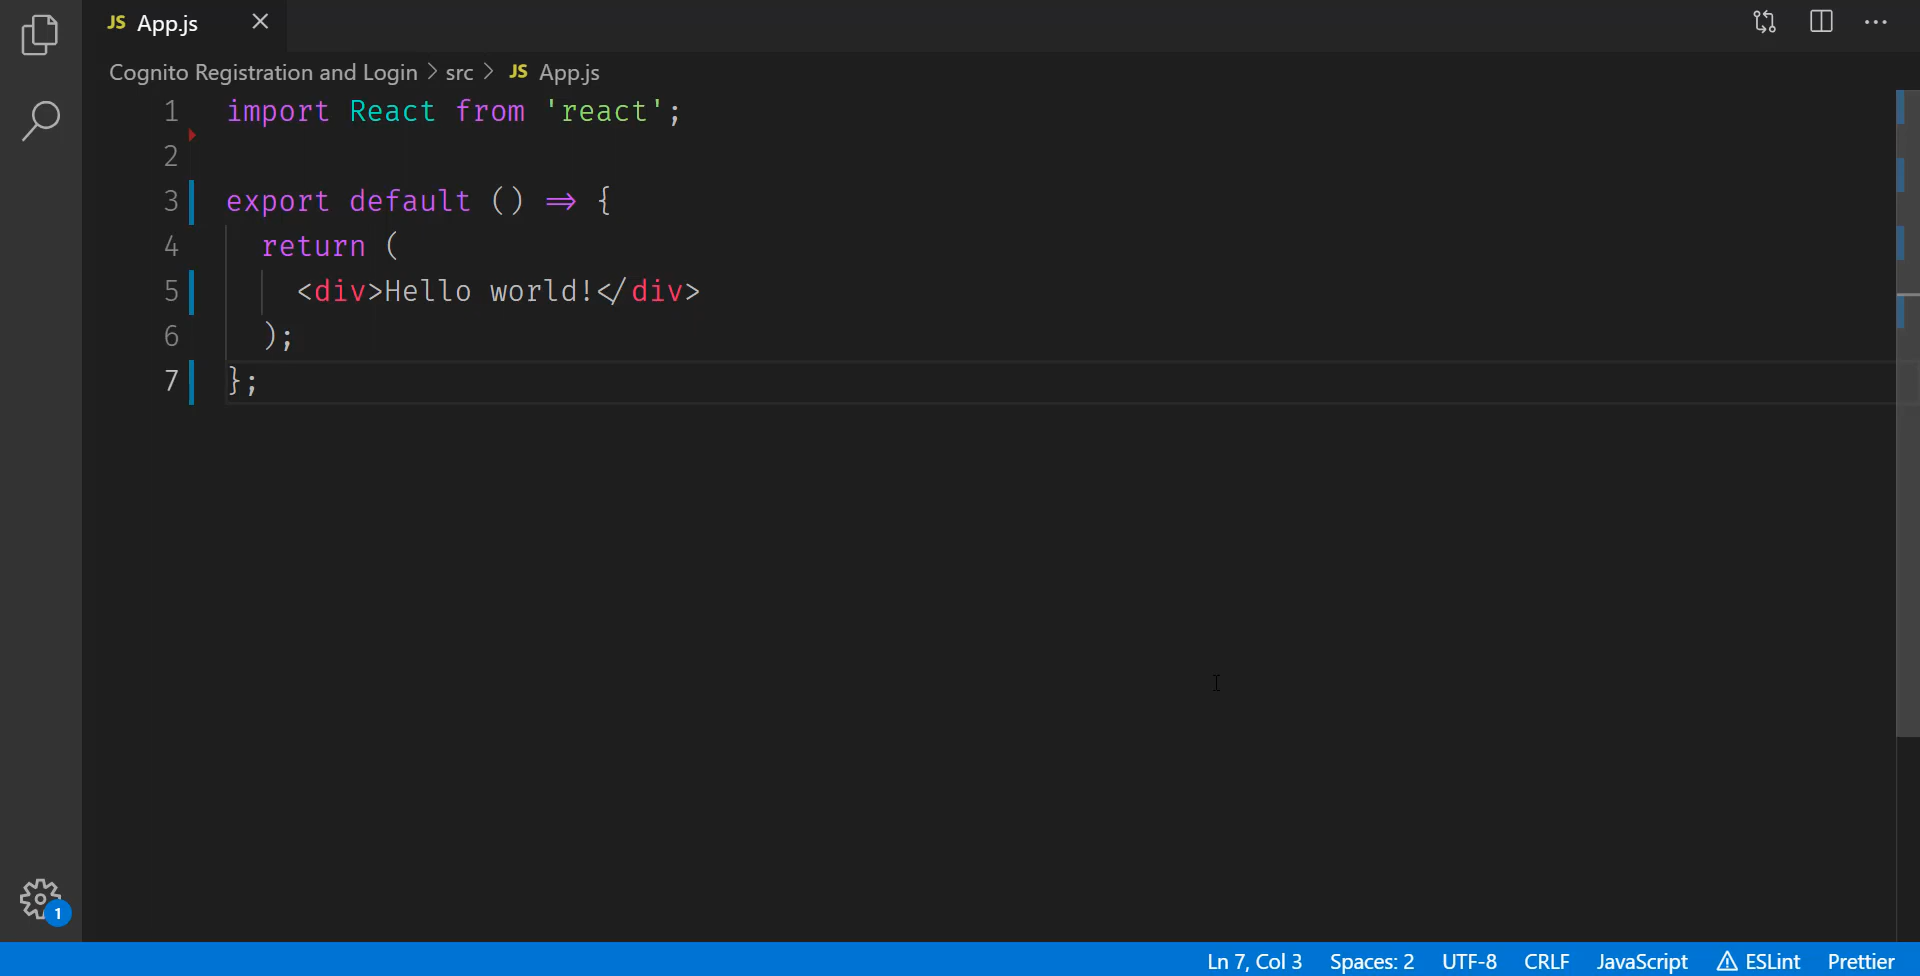 JS App.js
Cognito Registration and Login > src > JS App.js
1 import React from 'react';
2
3 export default () => {
4 return (
5 <div>Hello world!</div>
6 );
7 };
1
Ln 7, Col 3 Spaces: 2 UTF-8 CRLF JavaScript ESLint Prettier